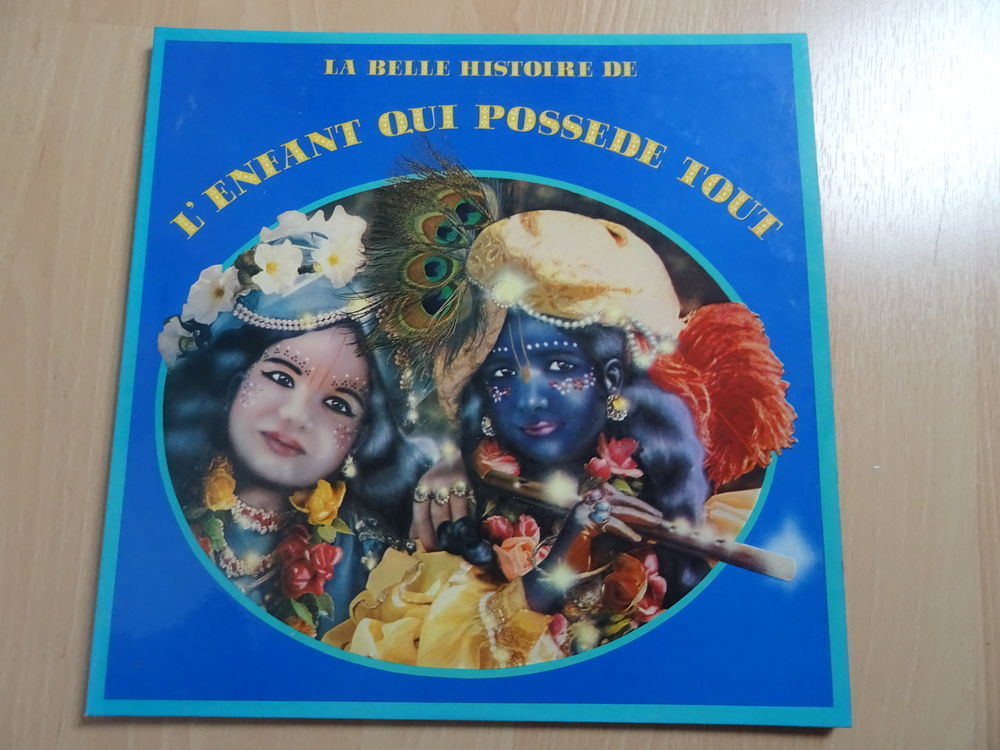 LA BELLE HISTOIRE DE
L'ENFANT QUI POSSEDE TOUT